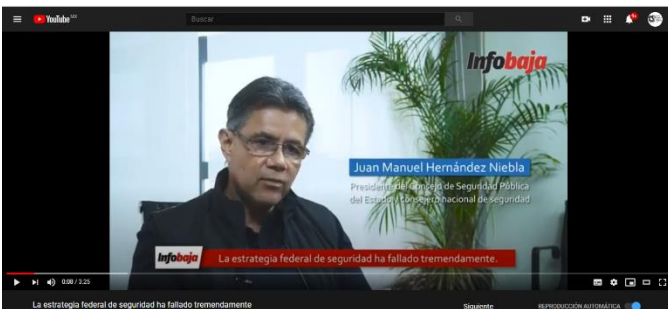 YouTube MX
Buscar
9+
Infobaja
Juan Manuel Hernández Niebla
Presidente del Consejo de Seguridad Pública
del Estado y consejero nacional de seguridad
Infobaja La estrategia federal de seguridad ha fallado tremendamente.
0:08 / 3:25
La estrategia federal de seguridad ha fallado tremendamente
Siguiente
REPRODUCCIÓN AUTOMÁTICA